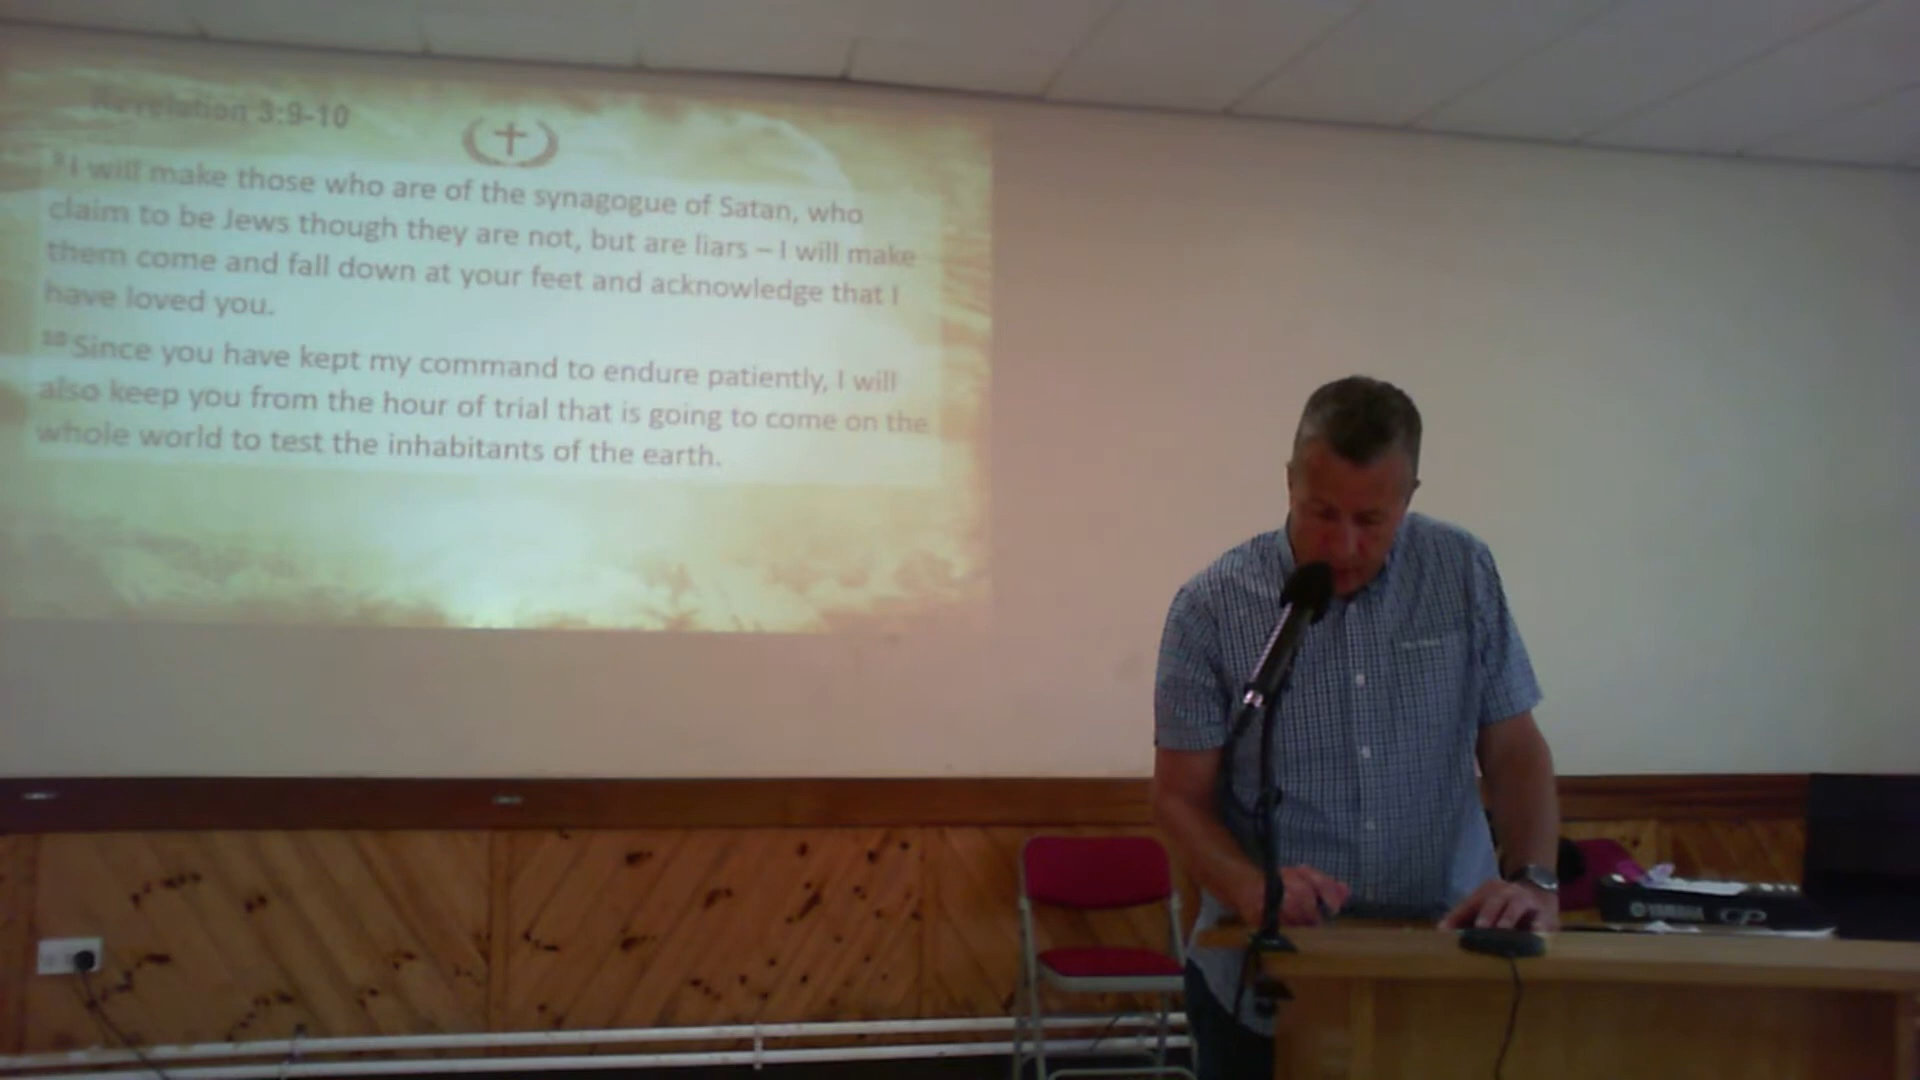 Revelation 3:9-10
⁹I will make those who are of the synagogue of Satan, who
claim to be Jews though they are not, but are liars – I will make
them come and fall down at your feet and acknowledge that I
have loved you.
¹⁰Since you have kept my command to endure patiently, I will
also keep you from the hour of trial that is going to come on the
whole world to test the inhabitants of the earth.
YAMAHA